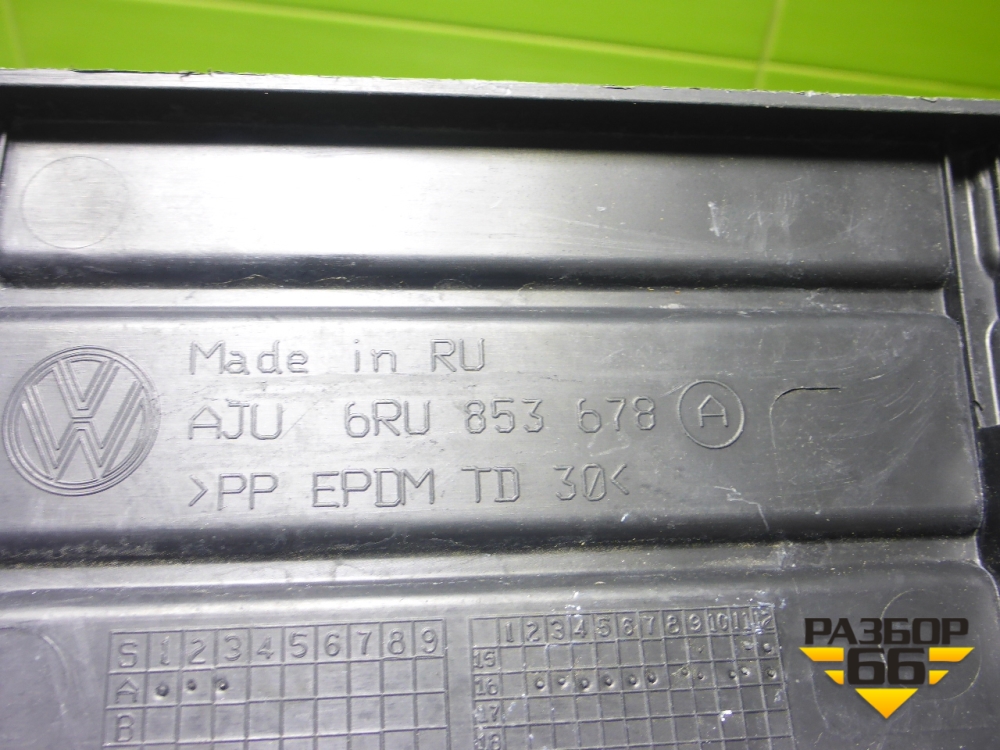 Made in RU
AJU 6RU 853 678 A
>PP EPDM TD 30<
S 1 2 3 4 5 6 7 8 9
A
B
1 2 3 4 5 6 7 8 9 10 11 12
15
16
17
18
РАЗБОР
66